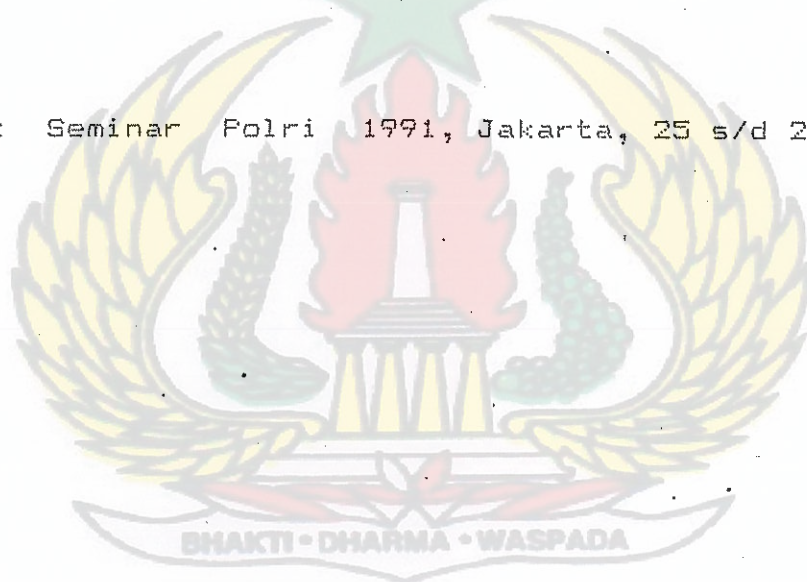 : Seminar Polri 1991, Jakarta, 25 s/d 2
BHAKTI • DHARMA • WASPADA